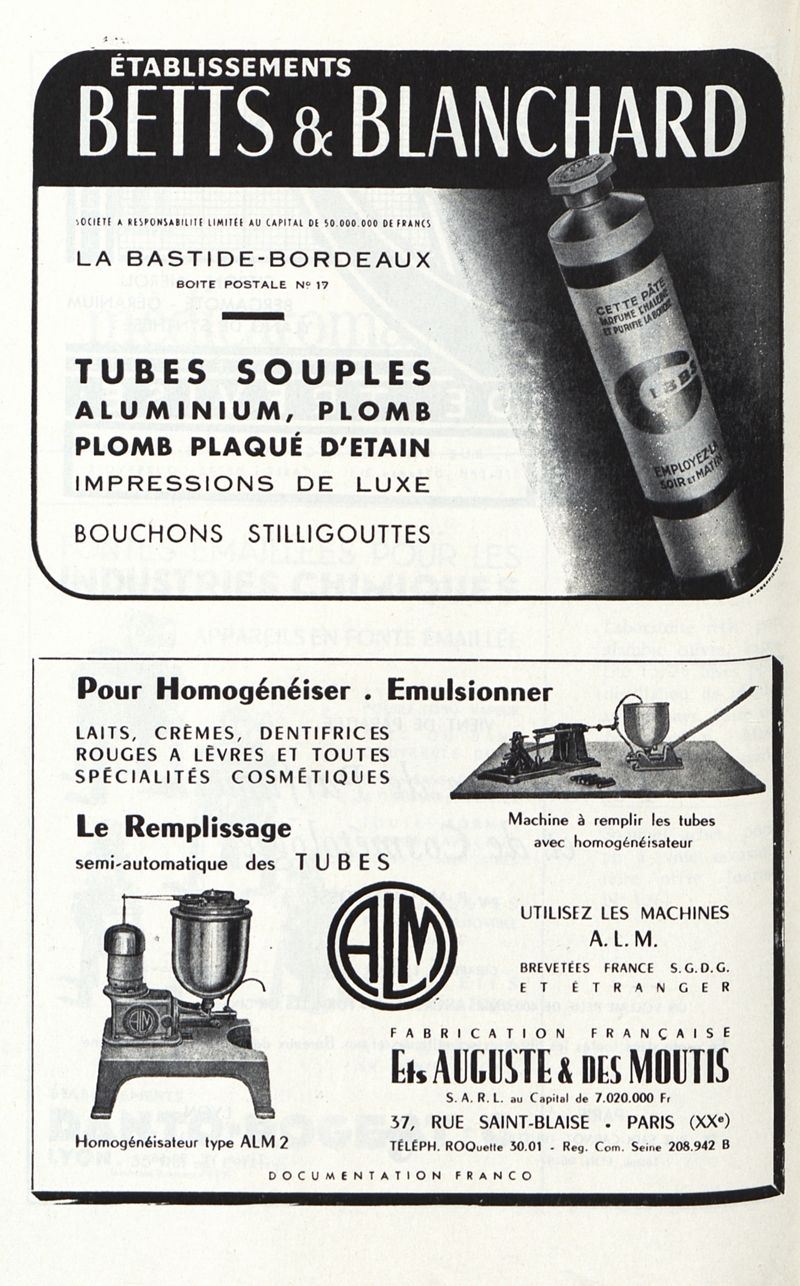 ÉTABLISSEMENTS
BETTS & BLANCHARD
SOCIÉTÉ A RESPONSABILITÉ LIMITÉE AU CAPITAL DE 50.000.000 DE FRANCS
LA BASTIDE-BORDEAUX
BOITE POSTALE Nº 17
TUBES SOUPLES
ALUMINIUM, PLOMB
PLOMB PLAQUÉ D'ETAIN
IMPRESSIONS DE LUXE
BOUCHONS STILLIGOUTTES
CETTE PÂTE
PARFUME L'HALEINE
ET PURIFIE LA BOUCHE
GIBBS
EMPLOYEZ-LA
SOIR ET MATIN
Pour Homogénéiser . Emulsionner
LAITS, CRÈMES, DENTIFRICES
ROUGES A LÈVRES ET TOUTES
SPÉCIALITÉS COSMÉTIQUES
Machine à remplir les tubes
avec homogénéisateur
Le Remplissage
semi-automatique des TUBES
ALM
UTILISEZ LES MACHINES
A. L. M.
BREVETÉES FRANCE S.G.D.G.
ET ÉTRANGER
ALM
FABRICATION FRANÇAISE
Ets AUGUSTE & DES MOUTIS
S. A. R. L. au Capital de 7.020.000 Fr
37, RUE SAINT-BLAISE . PARIS (XXe)
TÉLÉPH. ROQuette 30.01 - Reg. Com. Seine 208.942 B
Homogénéisateur type ALM 2
DOCUMENTATION FRANCO